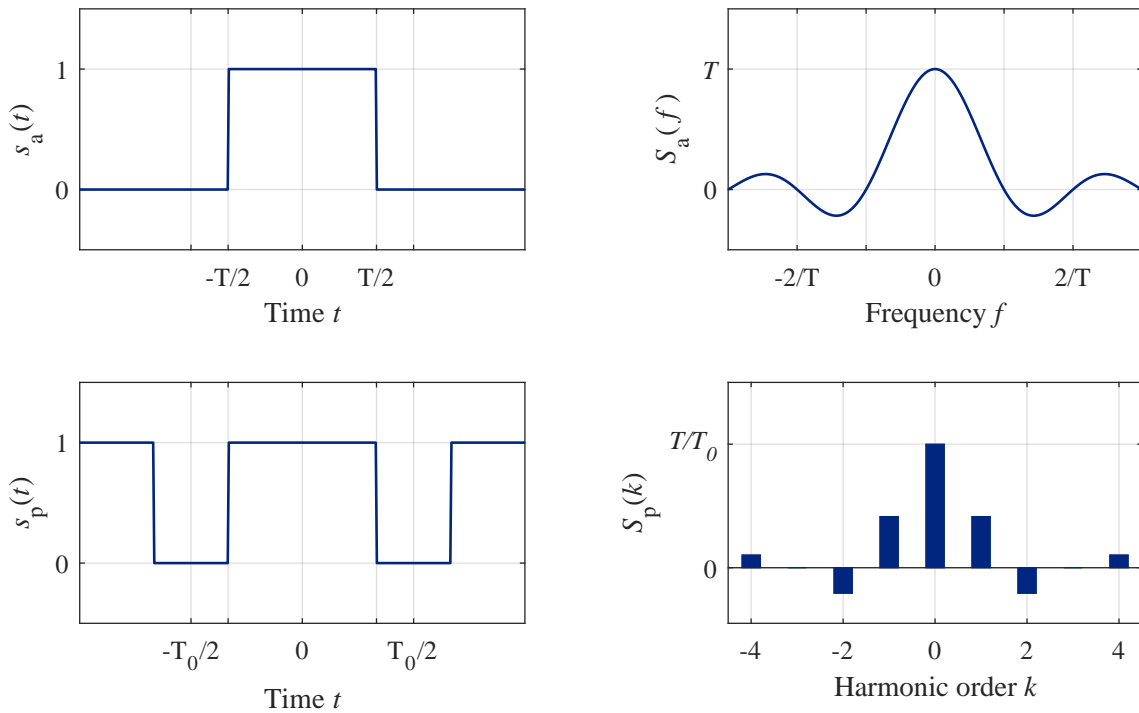 s_a(t)
1
0
-T/2 0 T/2
Time t
S_a(f)
T
0
-2/T 0 2/T
Frequency f
s_p(t)
1
0
-T_0/2 0 T_0/2
Time t
S_p(k)
T/T_0
0
-4 -2 0 2 4
Harmonic order k